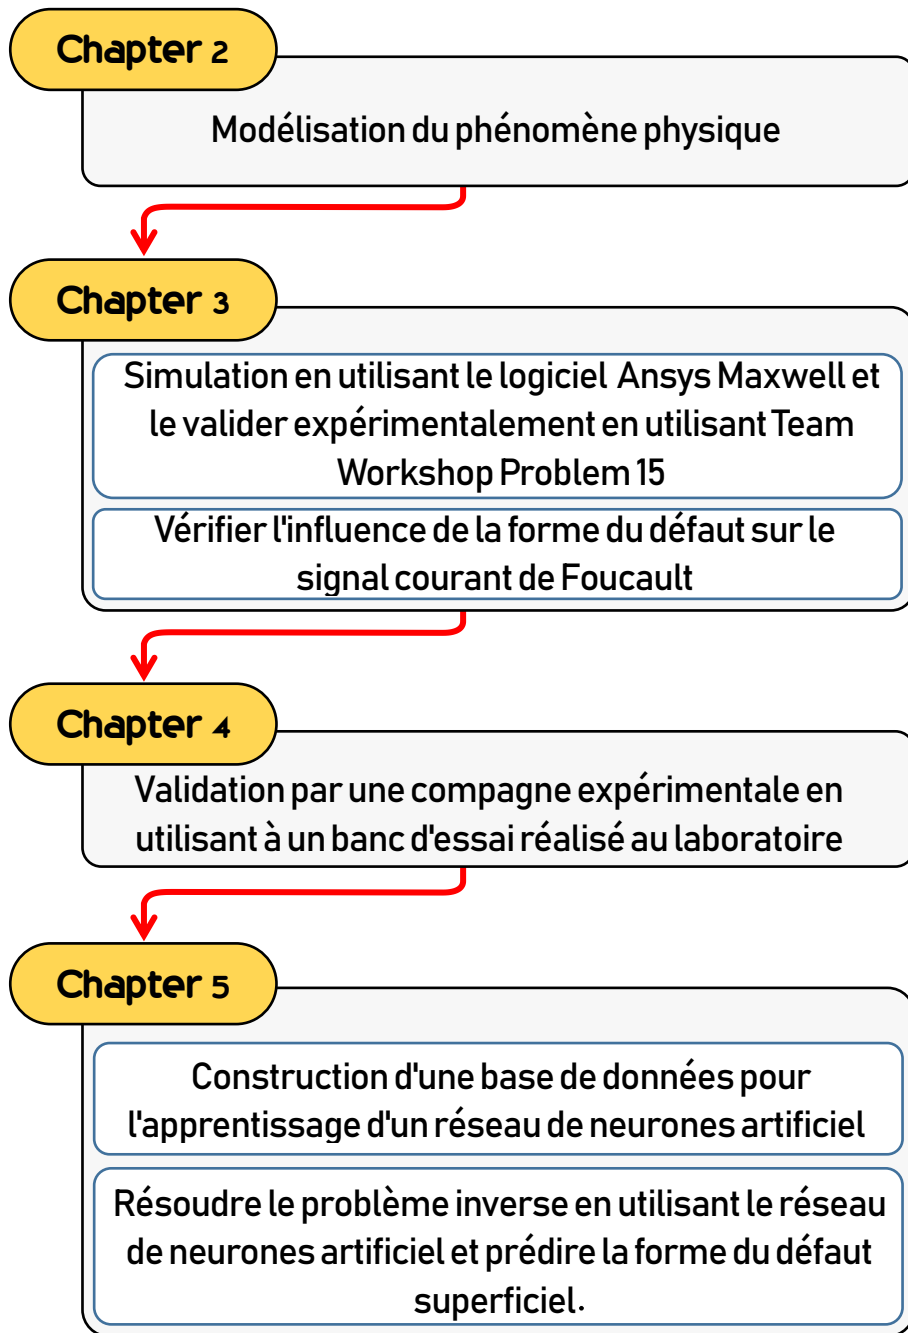 Chapter 2
Modélisation du phénomène physique
Chapter 3
Simulation en utilisant le logiciel Ansys Maxwell et
le valider expérimentalement en utilisant Team
Workshop Problem 15
Vérifier l'influence de la forme du défaut sur le
signal courant de Foucault
Chapter 4
Validation par une compagne expérimentale en
utilisant à un banc d'essai réalisé au laboratoire
Chapter 5
Construction d'une base de données pour
l'apprentissage d'un réseau de neurones artificiel
Résoudre le problème inverse en utilisant le réseau
de neurones artificiel et prédire la forme du défaut
superficiel.